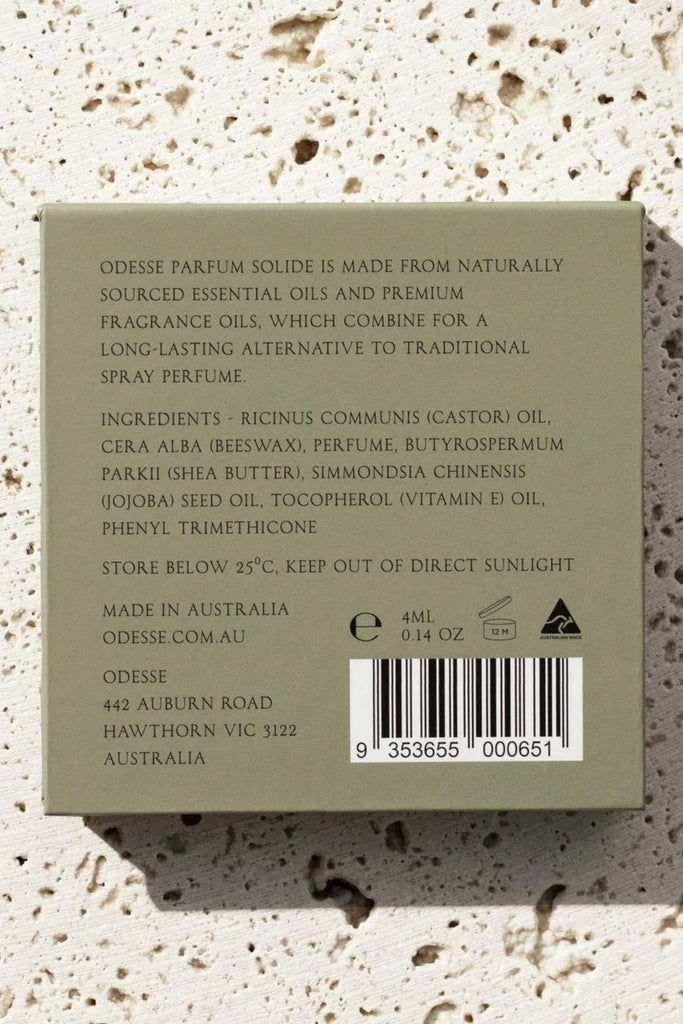 ODESSE PARFUM SOLIDE IS MADE FROM NATURALLY
SOURCED ESSENTIAL OILS AND PREMIUM
FRAGRANCE OILS, WHICH COMBINE FOR A
LONG-LASTING ALTERNATIVE TO TRADITIONAL
SPRAY PERFUME.
INGREDIENTS - RICINUS COMMUNIS (CASTOR) OIL,
CERA ALBA (BEESWAX), PERFUME, BUTYROSPERMUM
PARKII (SHEA BUTTER), SIMMONDSIA CHINENSIS
(JOJOBA) SEED OIL, TOCOPHEROL (VITAMIN E) OIL,
PHENYL TRIMETHICONE
STORE BELOW 25⁰C, KEEP OUT OF DIRECT SUNLIGHT
MADE IN AUSTRALIA
ODESSE.COM.AU
ODESSE
442 AUBURN ROAD
HAWTHORN VIC 3122
AUSTRALIA
℮
4ML
0.14 OZ
12 M
AUSTRALIAN MADE
9 353655 000651